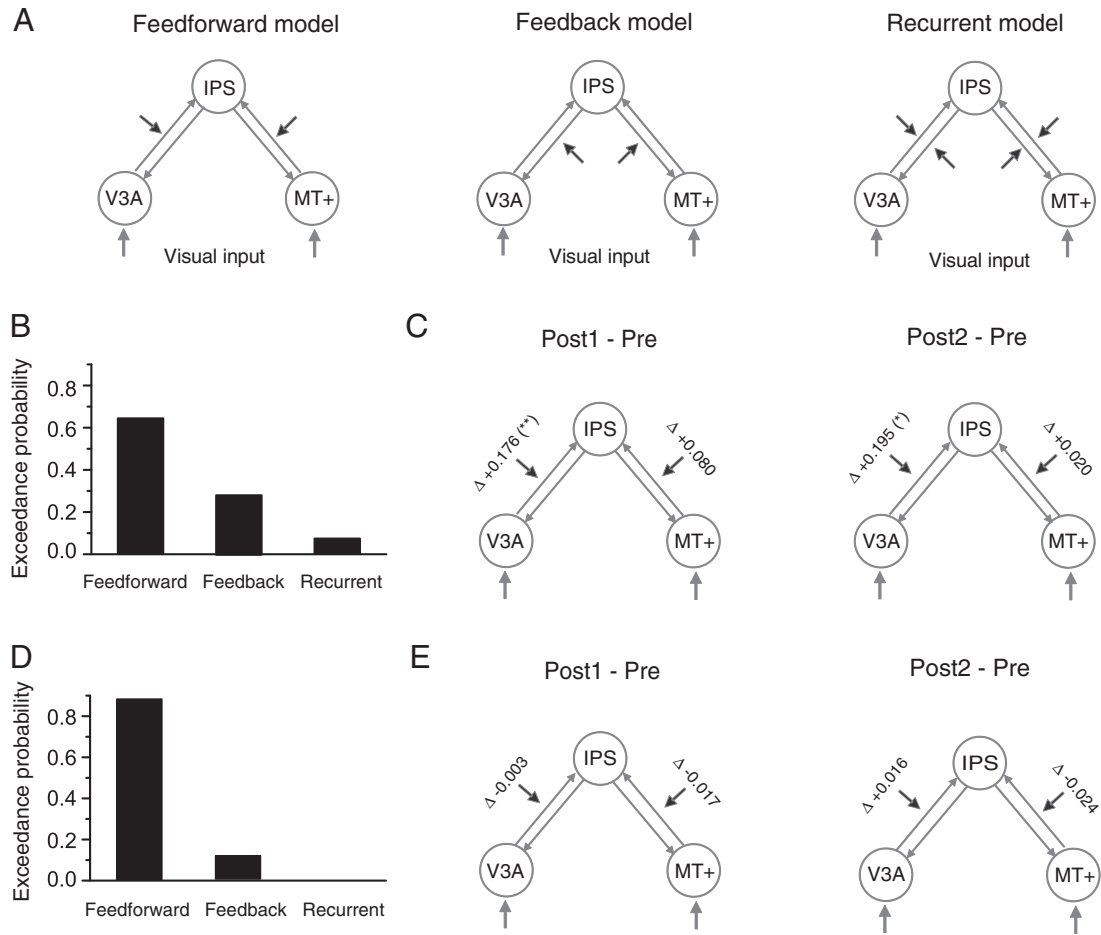 A
Feedforward model
Feedback model
Recurrent model
IPS
V3A
MT+
Visual input
IPS
V3A
MT+
Visual input
IPS
V3A
MT+
Visual input
B
Exceedance probability
0.8
0.6
0.4
0.2
0.0
Feedforward
Feedback
Recurrent
C
Post1 - Pre
Δ +0.176 (**)
IPS
Δ +0.080
V3A
MT+
Post2 - Pre
Δ +0.195 (*)
IPS
Δ +0.020
V3A
MT+
D
Exceedance probability
0.8
0.6
0.4
0.2
0.0
Feedforward
Feedback
Recurrent
E
Post1 - Pre
Δ -0.003
IPS
Δ -0.017
V3A
MT+
Post2 - Pre
Δ +0.016
IPS
Δ -0.024
V3A
MT+